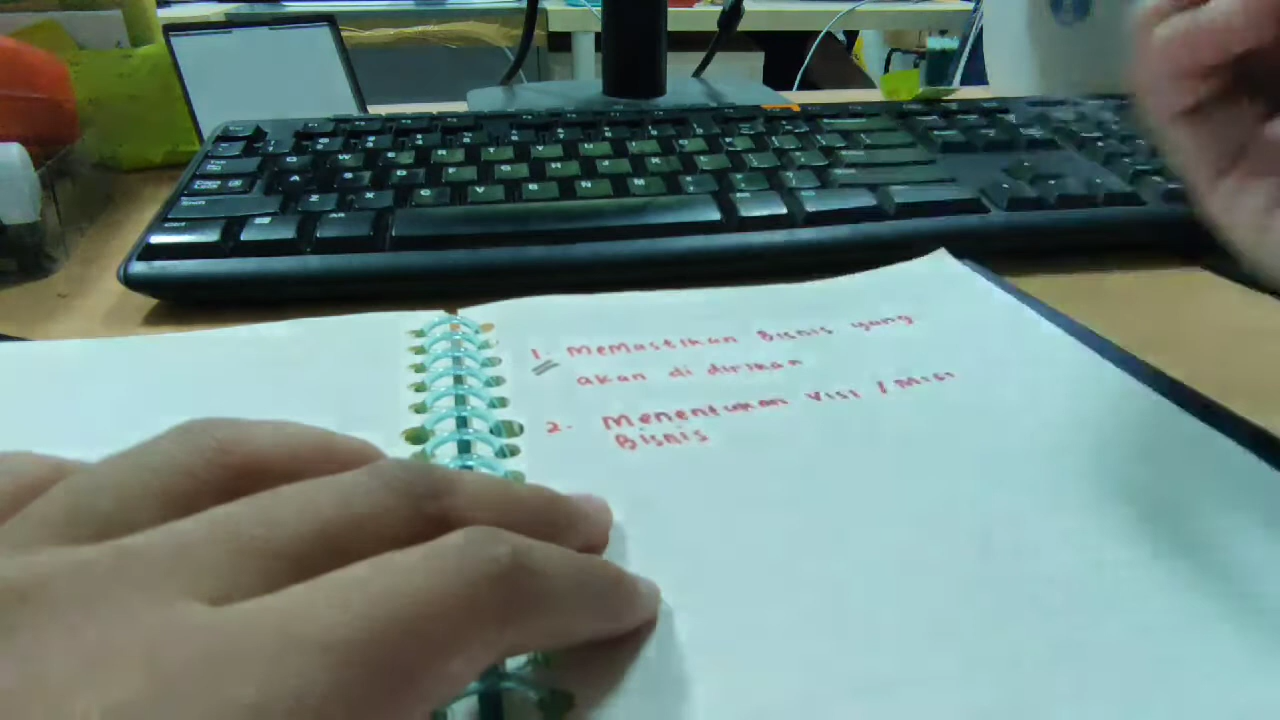 1. Memastikan Bisnis yang
akan di dirikan
2. Menentukan Visi / Misi
Bisnis